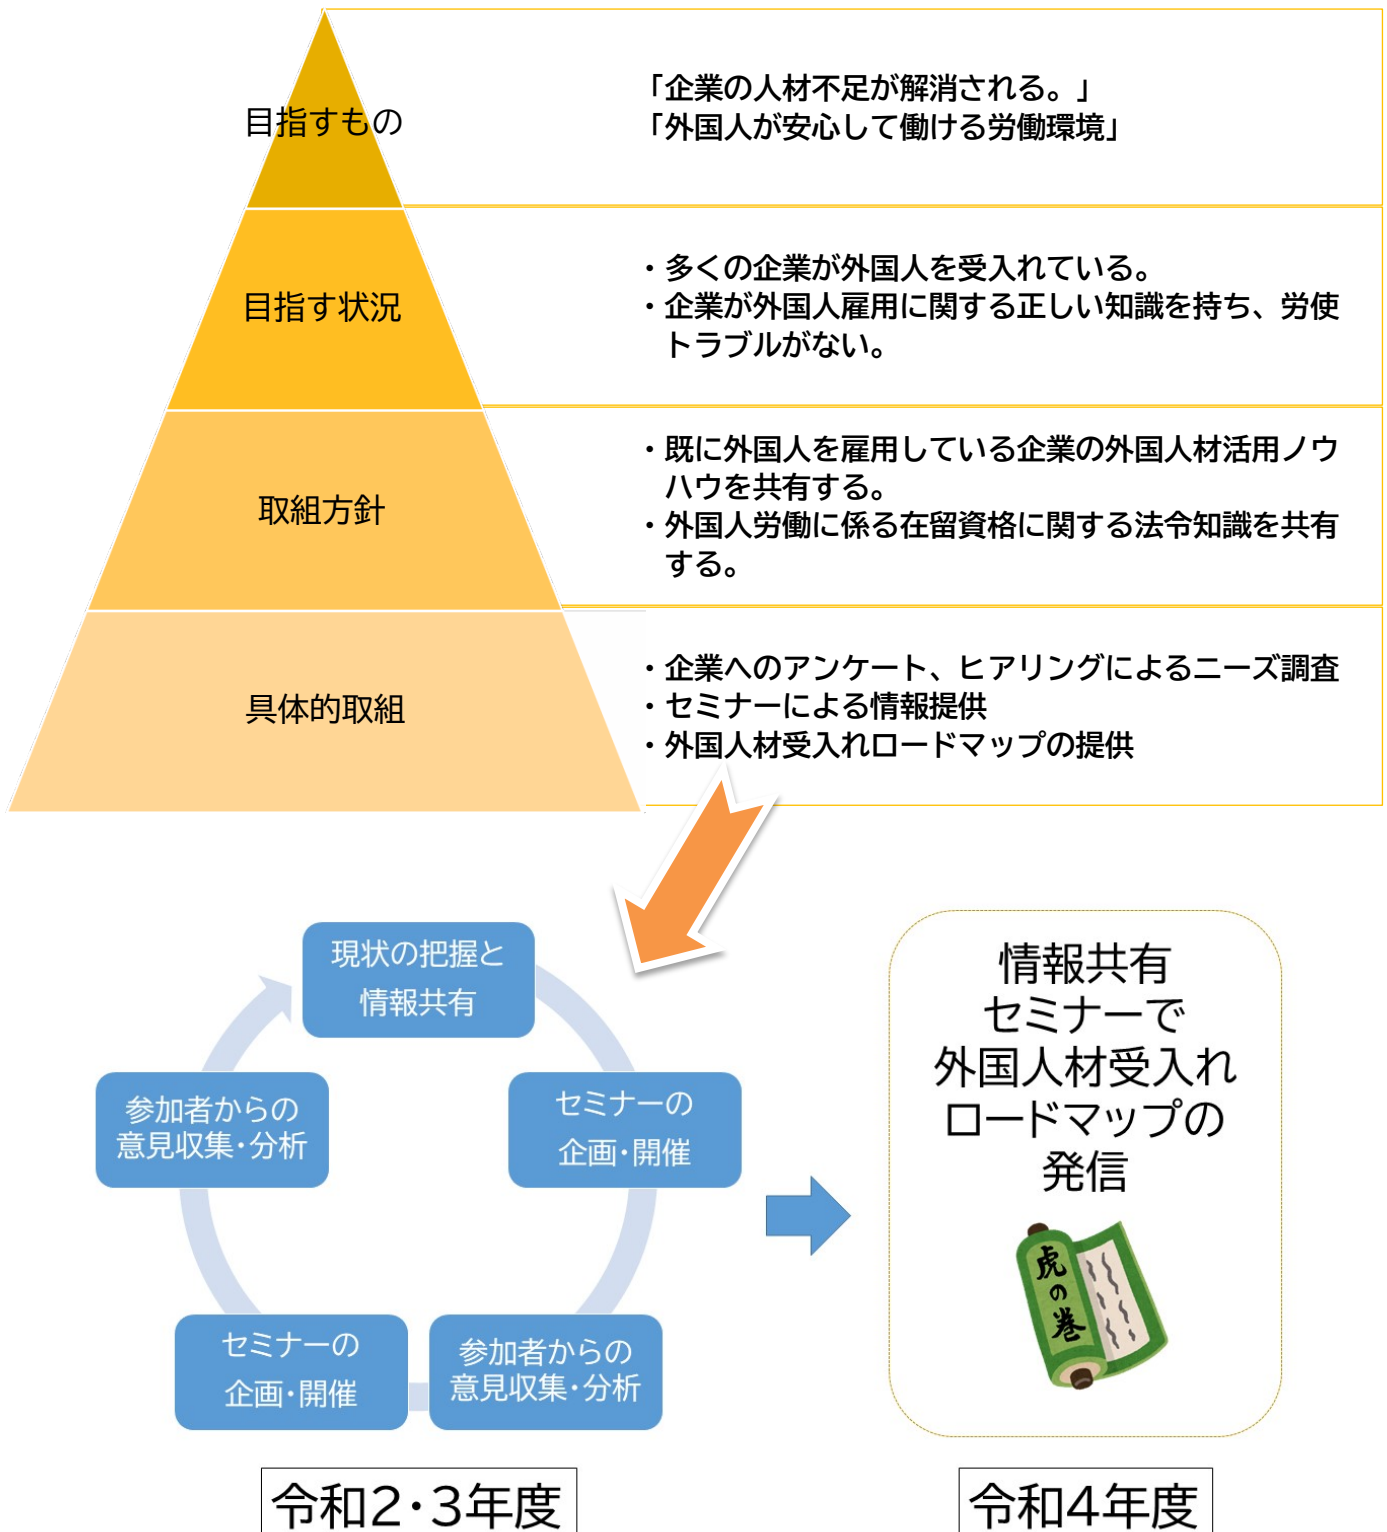 目指すもの
「企業の人材不足が解消される。」
「外国人が安心して働ける労働環境」
目指す状況
・多くの企業が外国人を受入れている。
・企業が外国人雇用に関する正しい知識を持ち、労使
トラブルがない。
取組方針
・既に外国人を雇用している企業の外国人材活用ノウ
ハウを共有する。
・外国人労働に係る在留資格に関する法令知識を共有
する。
具体的取組
・企業へのアンケート、ヒアリングによるニーズ調査
・セミナーによる情報提供
・外国人材受入れロードマップの提供
現状の把握と
情報共有
セミナーの
企画・開催
参加者からの
意見収集・分析
セミナーの
企画・開催
参加者からの
意見収集・分析
令和2・3年度
情報共有
セミナーで
外国人材受入れ
ロードマップの
発信
虎の巻
令和4年度